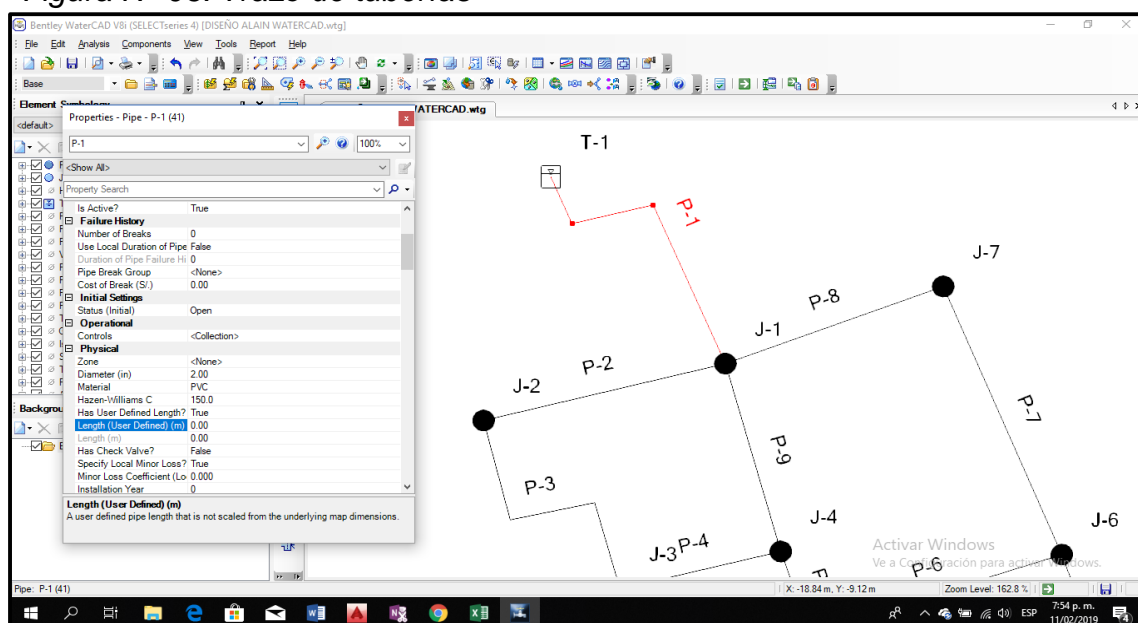 Bentley WaterCAD V8i (SELECTseries 4) [DISEÑO ALAIN WATERCAD.wtg]
File Edit Analysis Components View Tools Report Help
Base
Element
<default>
ATERCAD.wtg
Properties - Pipe - P-1 (41)
P-1
100%
<Show All>
Property Search
Is Active? True
Failure History
Number of Breaks 0
Use Local Duration of Pipe False
Duration of Pipe Failure Hi 0
Pipe Break Group <None>
Cost of Break (S/.) 0.00
Initial Settings
Status (Initial) Open
Operational
Controls <Collection>
Physical
Zone <None>
Diameter (in) 2.00
Material PVC
Hazen-Williams C 150.0
Has User Defined Length? True
Length (User Defined) (m) 0.00
Length (m) 0.00
Has Check Valve? False
Specify Local Minor Loss? True
Minor Loss Coefficient (Lo 0.000
Installation Year 0
Length (User Defined) (m)
A user defined pipe length that is not scaled from the underlying map dimensions.
Backgrou
T-1
P-1
J-7
P-8
J-1
P-2
J-2
P-7
P-9
P-3
J-4
J-6
J-3
P-4
P-6
Activar Windows
Ve a Configuración para activar Windows.
Pipe: P-1 (41)
X: -18.84 m, Y: -9.12 m
Zoom Level: 162.8 %
ESP
7:54 p. m.
11/02/2019